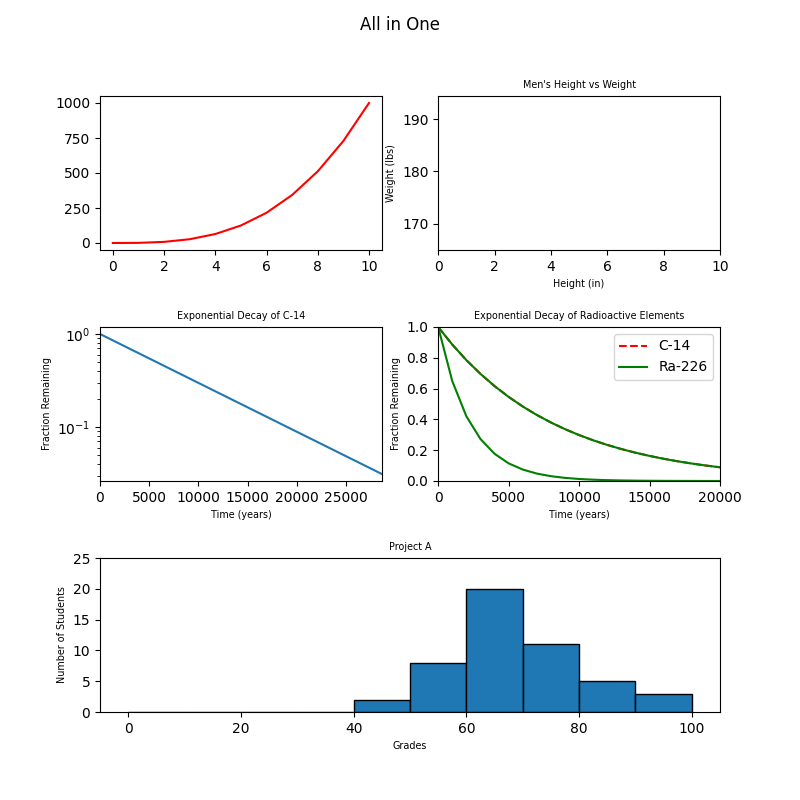 All in One
1000
750
500
250
0
0 2 4 6 8 10
Men's Height vs Weight
Weight (lbs)
190
180
170
0 2 4 6 8 10
Height (in)
Exponential Decay of C-14
Fraction Remaining
10⁰
10⁻¹
0 5000 10000 15000 20000 25000
Time (years)
Exponential Decay of Radioactive Elements
Fraction Remaining
1.0
0.8
0.6
0.4
0.2
0.0
C-14
Ra-226
0 5000 10000 15000 20000
Time (years)
Project A
Number of Students
25
20
15
10
5
0
0 20 40 60 80 100
Grades